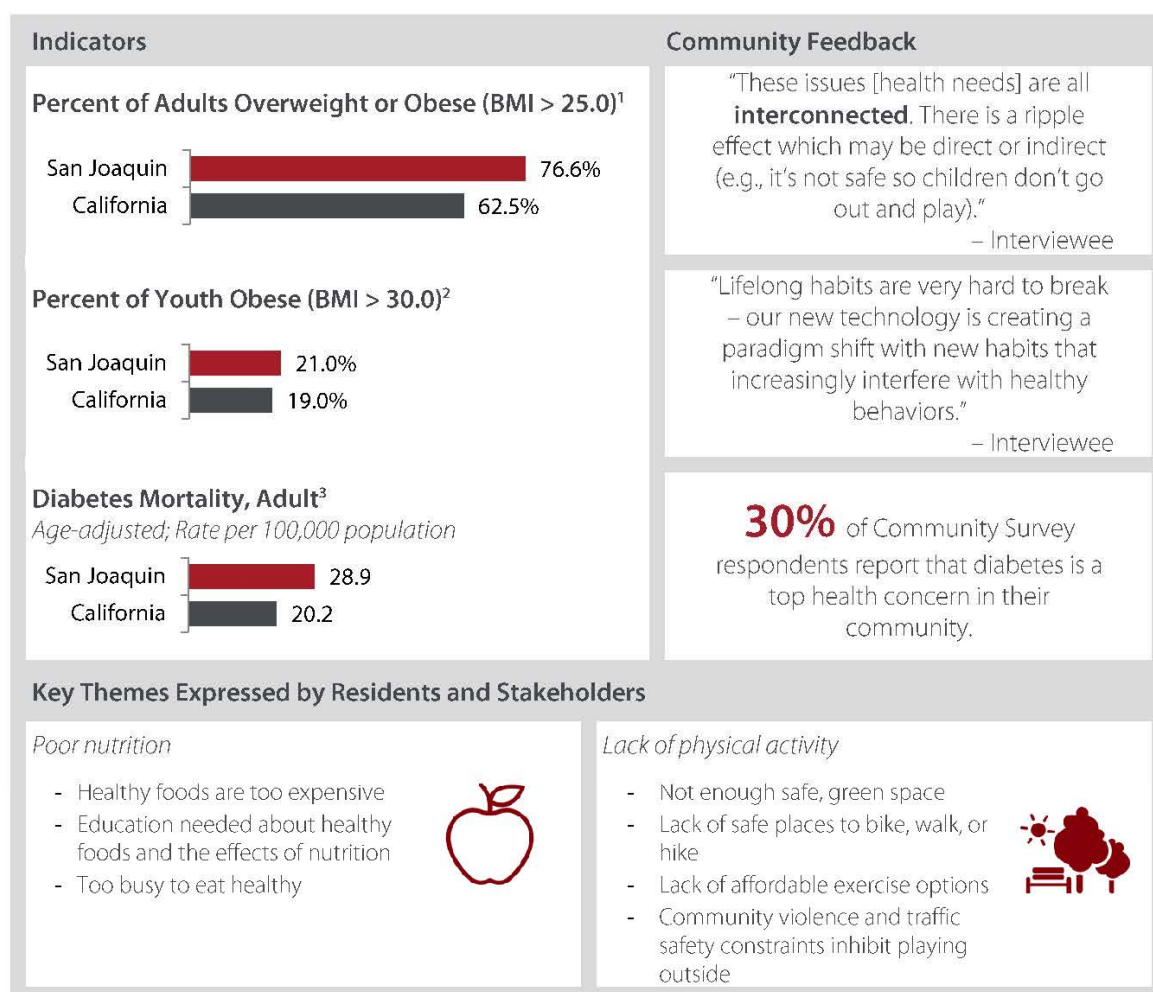 Indicators
Percent of Adults Overweight or Obese (BMI > 25.0)¹
San Joaquin 76.6%
California 62.5%
Percent of Youth Obese (BMI > 30.0)²
San Joaquin 21.0%
California 19.0%
Diabetes Mortality, Adult³
Age-adjusted; Rate per 100,000 population
San Joaquin 28.9
California 20.2
Community Feedback
“These issues [health needs] are all
interconnected. There is a ripple
effect which may be direct or indirect
(e.g., it’s not safe so children don’t go
out and play).”
– Interviewee
“Lifelong habits are very hard to break
– our new technology is creating a
paradigm shift with new habits that
increasingly interfere with healthy
behaviors.”
– Interviewee
30% of Community Survey
respondents report that diabetes is a
top health concern in their
community.
Key Themes Expressed by Residents and Stakeholders
Poor nutrition
- Healthy foods are too expensive
- Education needed about healthy
foods and the effects of nutrition
- Too busy to eat healthy
Lack of physical activity
- Not enough safe, green space
- Lack of safe places to bike, walk, or
hike
- Lack of affordable exercise options
- Community violence and traffic
safety constraints inhibit playing
outside